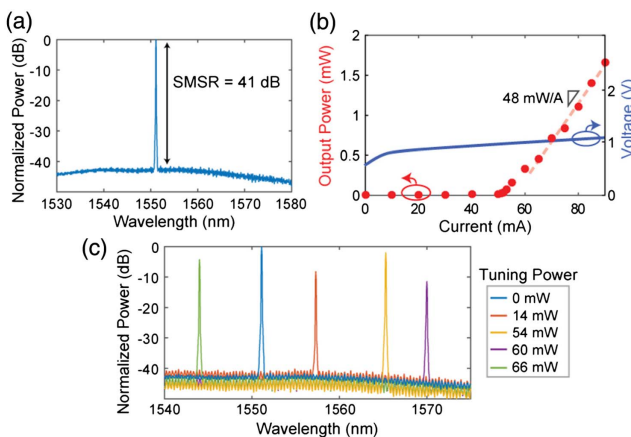 (a)
0
-10
-20
-30
-40
Normalized Power (dB)
SMSR = 41 dB
1530 1540 1550 1560 1570 1580
Wavelength (nm)
(b)
2
1.5
1
0.5
0
Output Power (mW)
48 mW/A
2
1
0
Voltage (V)
0 20 40 60 80
Current (mA)
(c)
0
-10
-20
-30
-40
Normalized Power (dB)
1540 1550 1560 1570
Wavelength (nm)
Tuning Power
0 mW
14 mW
54 mW
60 mW
66 mW